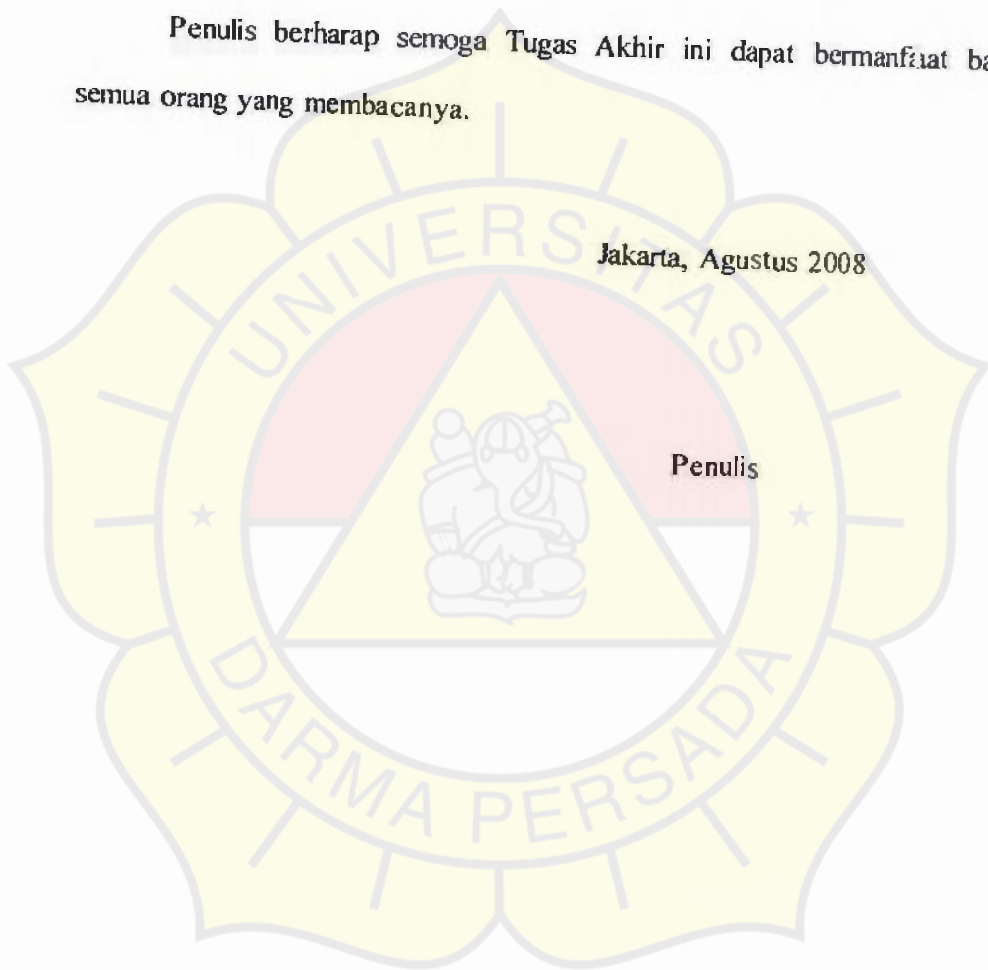 Penulis berharap semoga Tugas Akhir ini dapat bermanfaat ba
semua orang yang membacanya.
Jakarta, Agustus 2008
Penulis
UNIVERSITAS
DARMA PERSADA